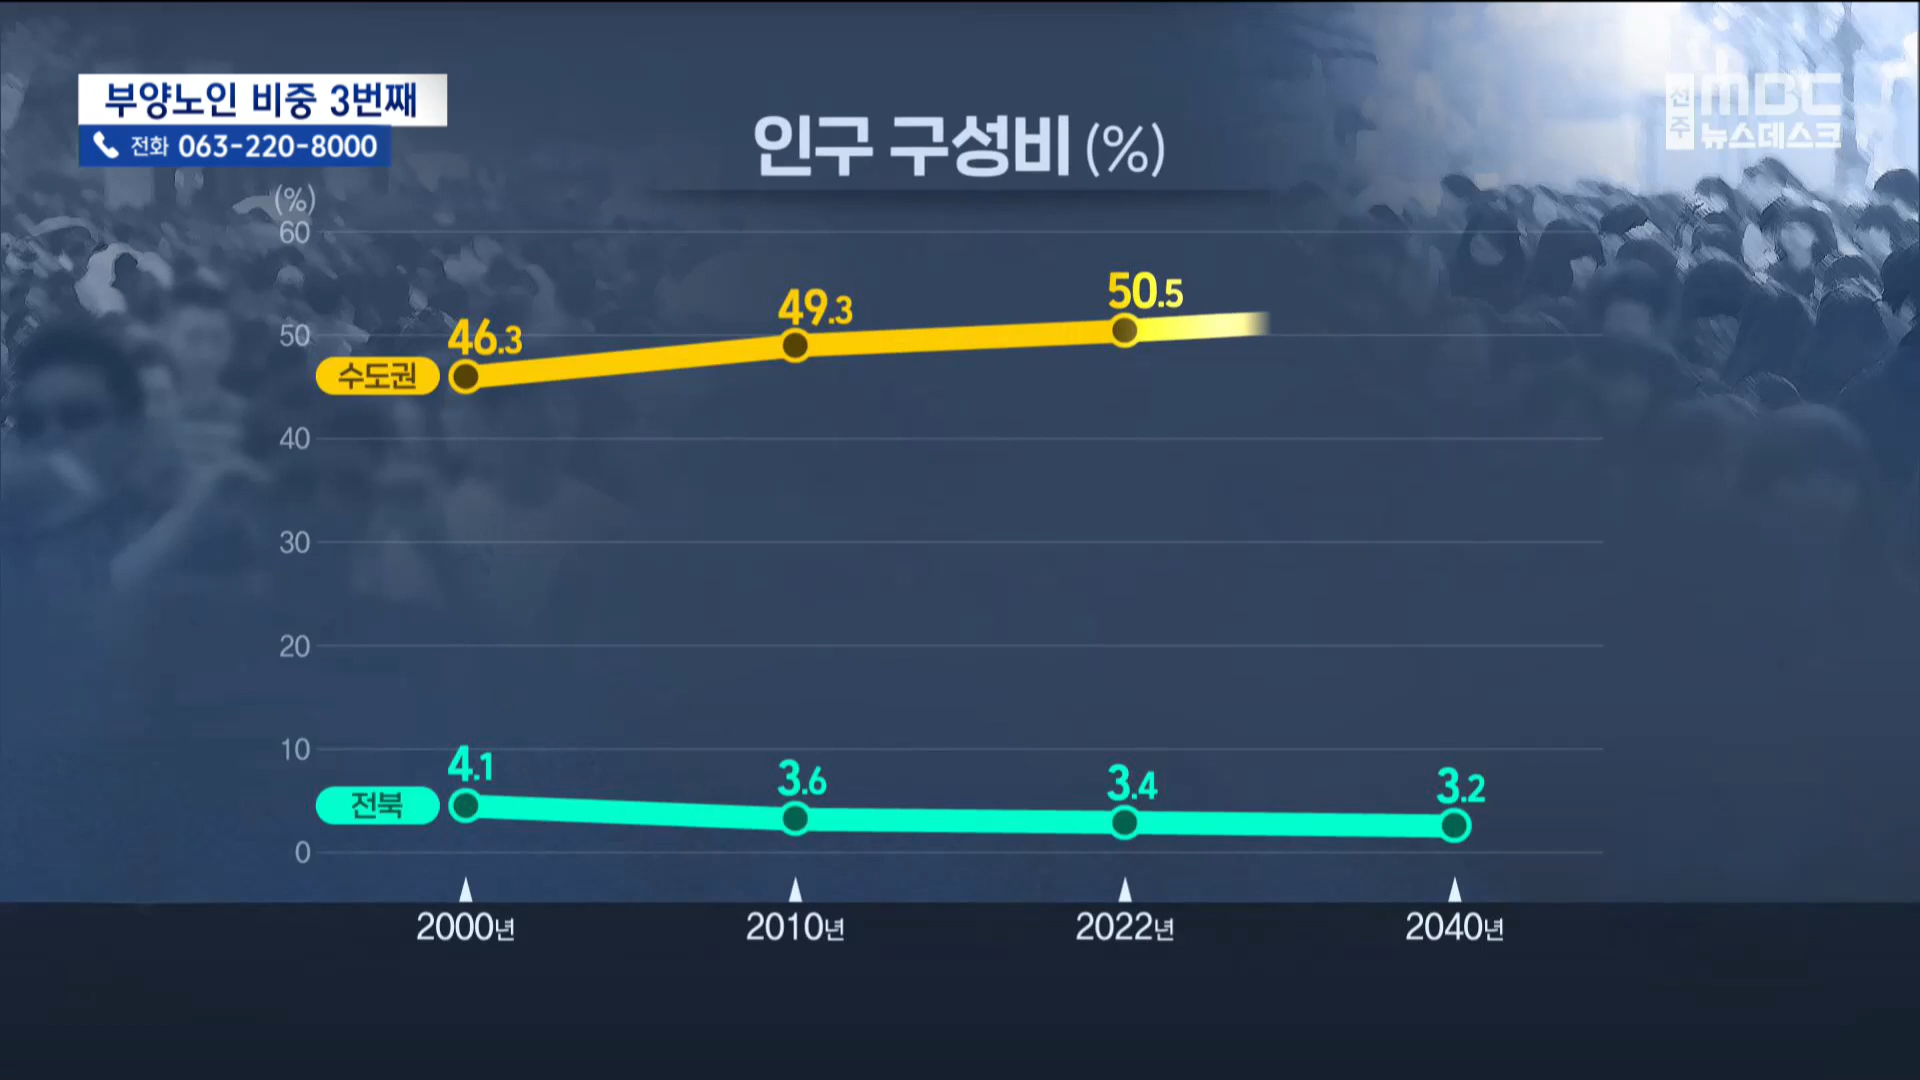 부양노인 비중 3번째
전화 063-220-8000
전주 MBC
뉴스데스크
인구 구성비 (%)
(%)
60
50
40
30
20
10
0
수도권
46.3
49.3
50.5
전북
4.1
3.6
3.4
3.2
2000년
2010년
2022년
2040년